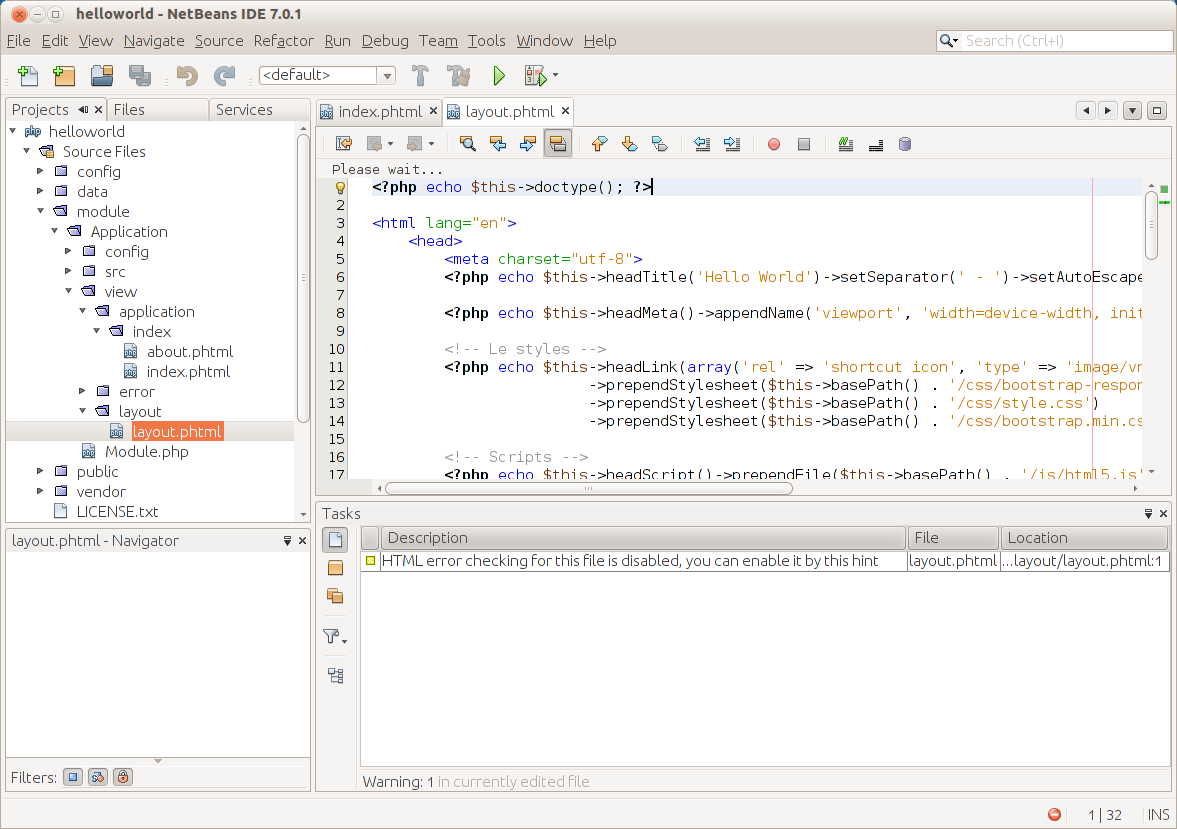 helloworld - NetBeans IDE 7.0.1
File Edit View Navigate Source Refactor Run Debug Team Tools Window Help
Search (Ctrl+I)
<default>
Projects Files Services
helloworld
Source Files
config
data
module
Application
config
src
view
application
index
about.phtml
index.phtml
error
layout
layout.phtml
Module.php
public
vendor
LICENSE.txt
layout.phtml - Navigator
Filters:
index.phtml layout.phtml
Please wait...
<?php echo $this->doctype(); ?>
2
3 <html lang="en">
4 <head>
5 <meta charset="utf-8">
6 <?php echo $this->headTitle('Hello World')->setSeparator(' - ')->setAutoEscape
7
8 <?php echo $this->headMeta()->appendName('viewport', 'width=device-width, init
9
10 <!-- Le styles -->
11 <?php echo $this->headLink(array('rel' => 'shortcut icon', 'type' => 'image/vn
12 ->prependStylesheet($this->basePath() . '/css/bootstrap-respon
13 ->prependStylesheet($this->basePath() . '/css/style.css')
14 ->prependStylesheet($this->basePath() . '/css/bootstrap.min.cs
15
16 <!-- Scripts -->
17 <?php echo $this->headScript()->prependFile($this->basePath() . '/js/html5.js'
Tasks
Description File Location
HTML error checking for this file is disabled, you can enable it by this hint layout.phtml ...layout/layout.phtml:1
Warning: 1 in currently edited file
1 | 32 INS